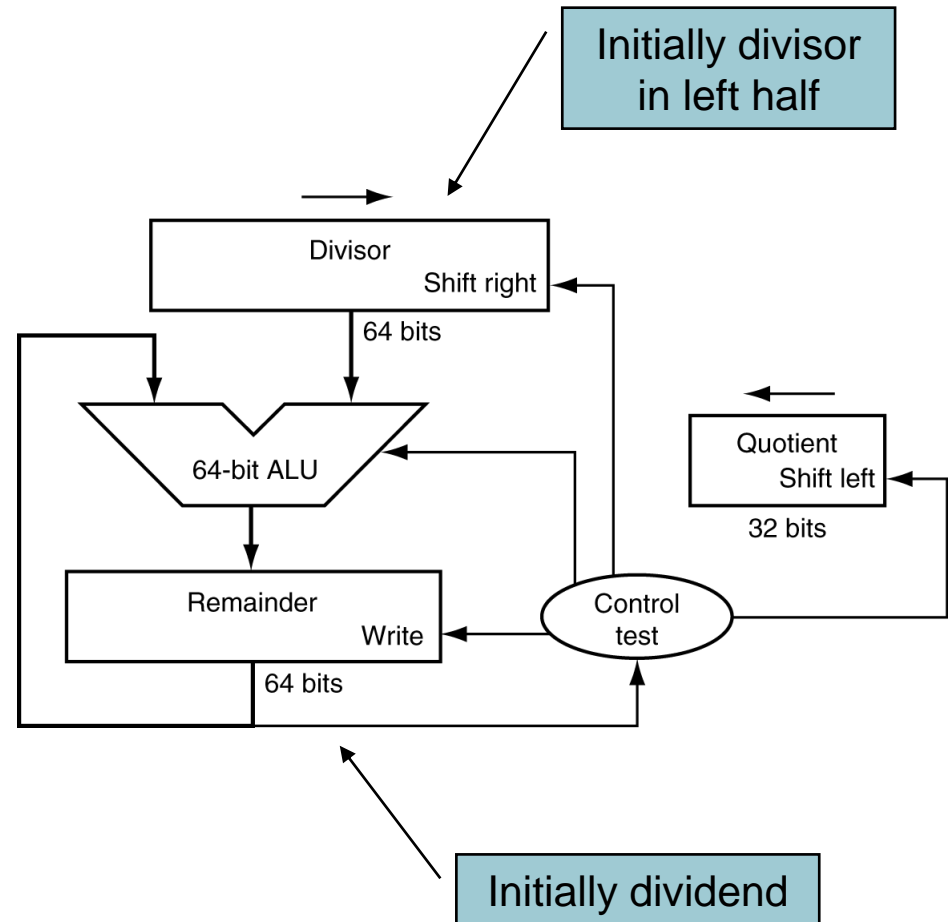 Initially divisor
in left half
Divisor
Shift right
64 bits
64-bit ALU
Quotient
Shift left
32 bits
Remainder
Write
Control
test
64 bits
Initially dividend